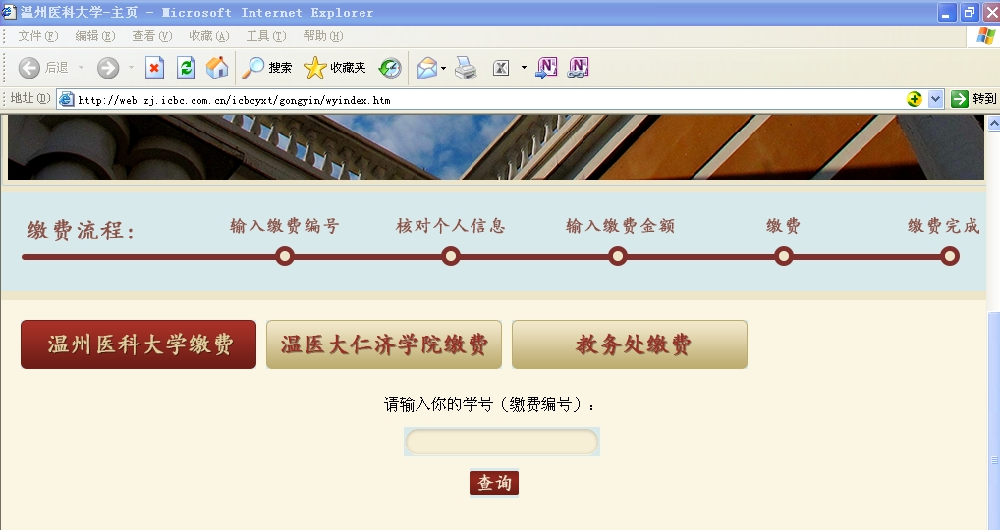 温州医科大学-主页 - Microsoft Internet Explorer
文件(F) 编辑(E) 查看(V) 收藏(A) 工具(T) 帮助(H)
后退 搜索 收藏夹
地址(D) http://web.zj.icbc.com.cn/icbcyxt/gongyin/wyindex.htm 转到
缴费流程: 输入缴费编号 核对个人信息 输入缴费金额 缴费 缴费完成
温州医科大学缴费 温医大仁济学院缴费 教务处缴费
请输入你的学号（缴费编号）：
查询